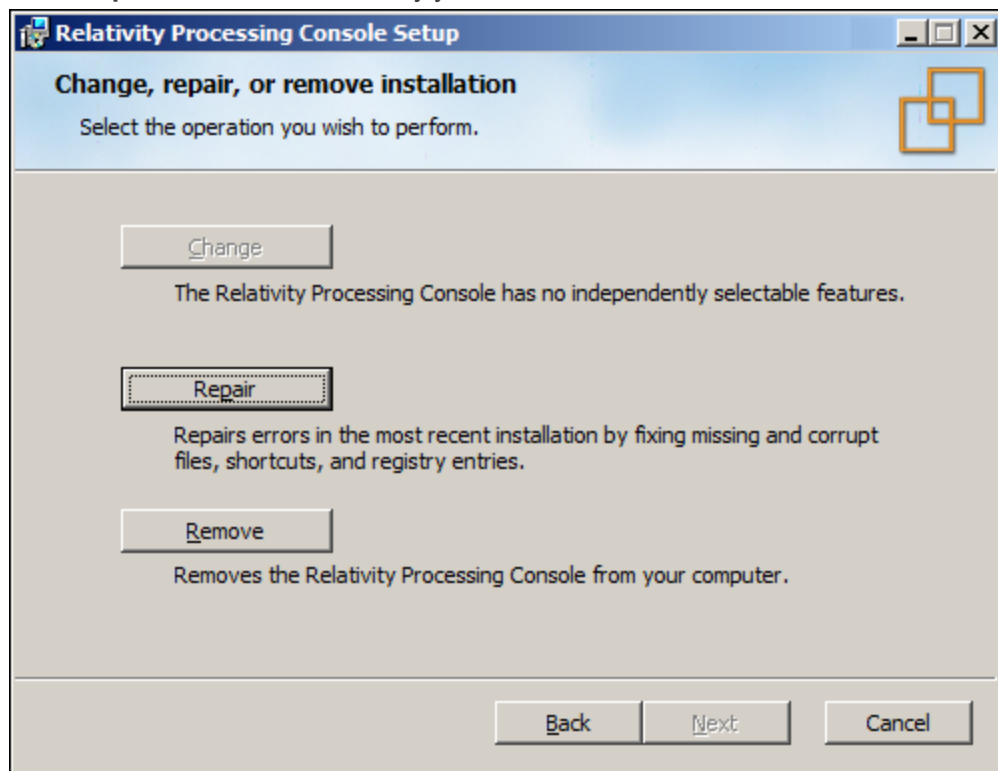 Relativity Processing Console Setup
Change, repair, or remove installation
Select the operation you wish to perform.
Change
The Relativity Processing Console has no independently selectable features.
Repair
Repairs errors in the most recent installation by fixing missing and corrupt
files, shortcuts, and registry entries.
Remove
Removes the Relativity Processing Console from your computer.
Back Next Cancel